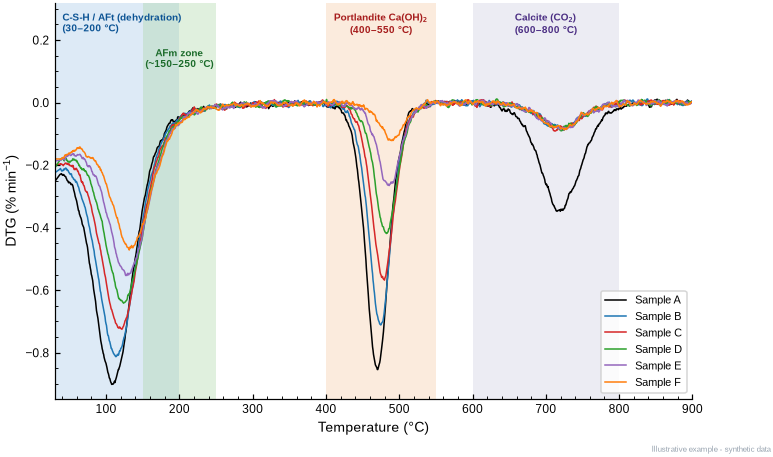 C-S-H / AFt (dehydration)
(30–200 °C)
AFm zone
(~150–250 °C)
Portlandite Ca(OH)₂
(400–550 °C)
Calcite (CO₂)
(600–800 °C)
DTG (% min⁻¹)
0.2
0.0
−0.2
−0.4
−0.6
−0.8
100 200 300 400 500 600 700 800 900
Temperature (°C)
Sample A
Sample B
Sample C
Sample D
Sample E
Sample F
Illustrative example - synthetic data